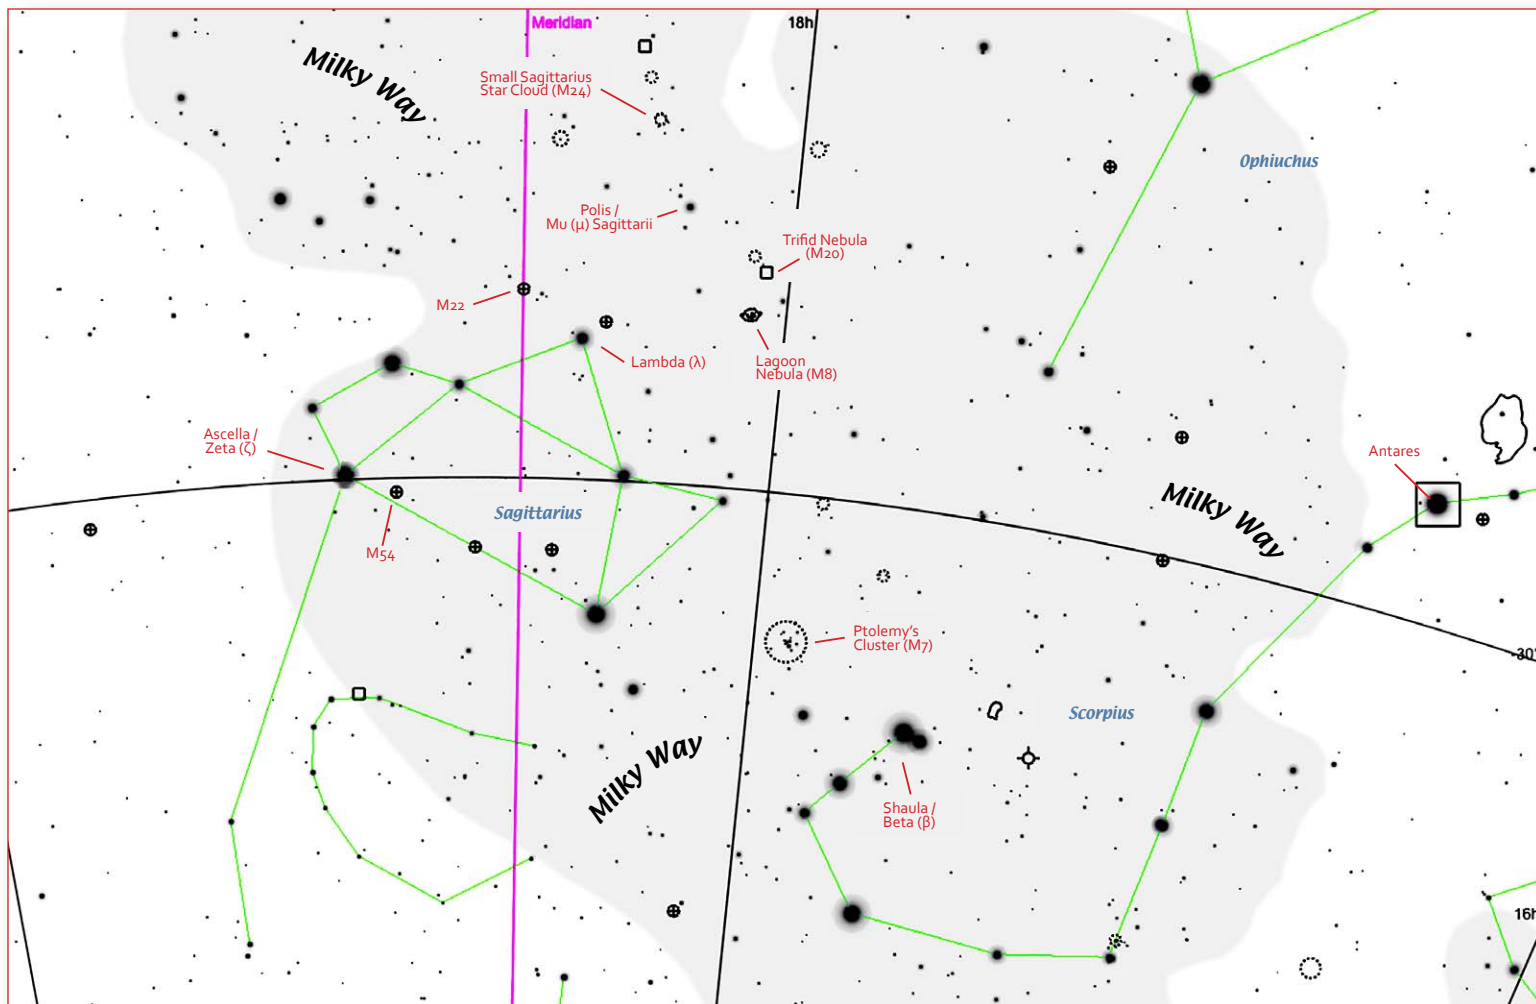 Meridian
18h
Milky Way
Small Sagittarius
Star Cloud (M24)
Ophiuchus
Polis /
Mu (μ) Sagittarii
Trifid Nebula
(M20)
M22
Lambda (λ)
Lagoon
Nebula (M8)
Ascella /
Zeta (ζ)
Antares
Milky Way
Sagittarius
M54
Ptolemy's
Cluster (M7)
-30°
Scorpius
Milky Way
Shaula /
Beta (β)
16h